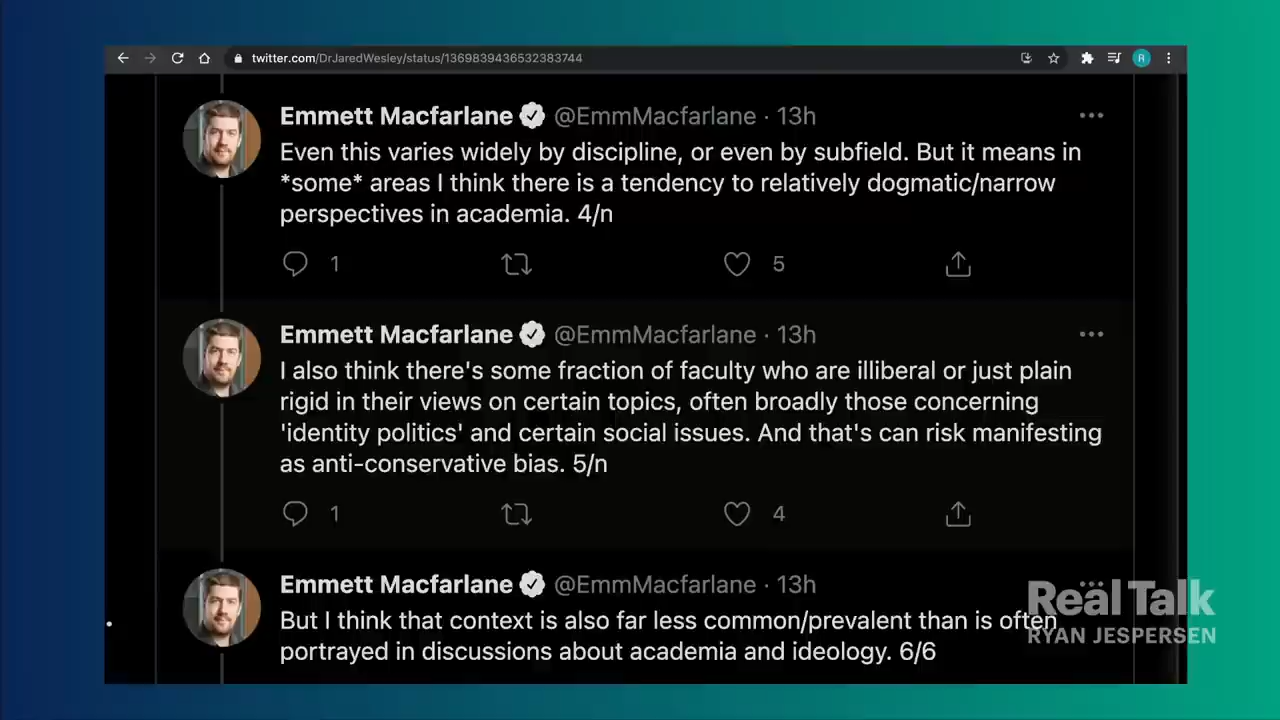 twitter.com/DrJaredWesley/status/1369839436532383744
R
Emmett Macfarlane @EmmMacfarlane · 13h
Even this varies widely by discipline, or even by subfield. But it means in
*some* areas I think there is a tendency to relatively dogmatic/narrow
perspectives in academia. 4/n
1 5
Emmett Macfarlane @EmmMacfarlane · 13h
I also think there's some fraction of faculty who are illiberal or just plain
rigid in their views on certain topics, often broadly those concerning
'identity politics' and certain social issues. And that's can risk manifesting
as anti-conservative bias. 5/n
1 4
Emmett Macfarlane @EmmMacfarlane · 13h
But I think that context is also far less common/prevalent than is often
portrayed in discussions about academia and ideology. 6/6
Real Talk
RYAN JESPERSEN